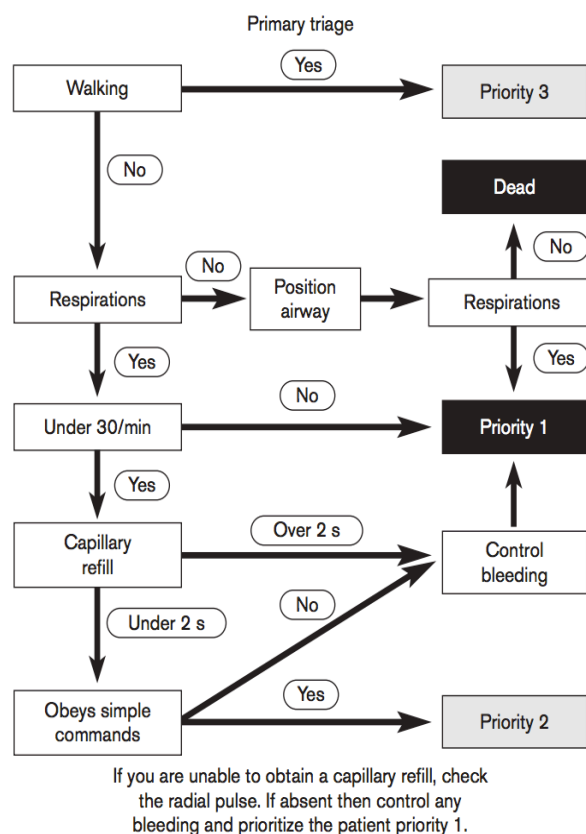 Primary triage
Yes
Walking
Priority 3
No
Dead
No
No
Respirations
Position
airway
Respirations
Yes
Yes
No
Under 30/min
Priority 1
Yes
Over 2 s
Capillary
refill
Control
bleeding
No
Under 2 s
Yes
Obeys simple
commands
Priority 2
If you are unable to obtain a capillary refill, check
the radial pulse. If absent then control any
bleeding and prioritize the patient priority 1.